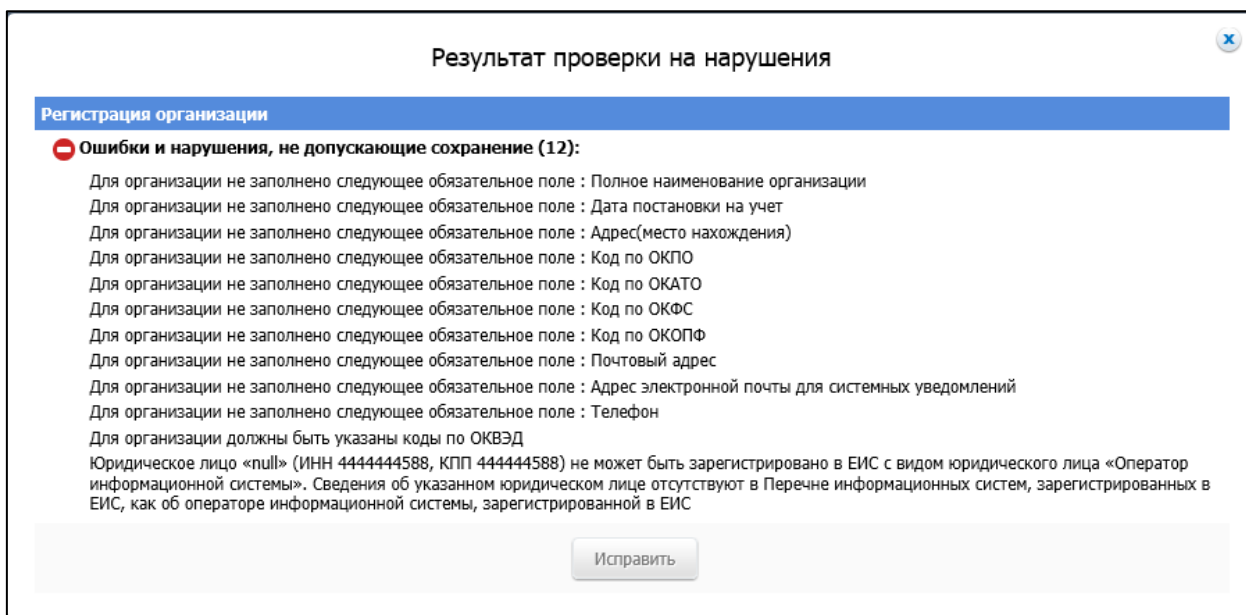 x
Результат проверки на нарушения
Регистрация организации
Ошибки и нарушения, не допускающие сохранение (12):
Для организации не заполнено следующее обязательное поле : Полное наименование организации
Для организации не заполнено следующее обязательное поле : Дата постановки на учет
Для организации не заполнено следующее обязательное поле : Адрес(место нахождения)
Для организации не заполнено следующее обязательное поле : Код по ОКПО
Для организации не заполнено следующее обязательное поле : Код по ОКАТО
Для организации не заполнено следующее обязательное поле : Код по ОКФС
Для организации не заполнено следующее обязательное поле : Код по ОКОПФ
Для организации не заполнено следующее обязательное поле : Почтовый адрес
Для организации не заполнено следующее обязательное поле : Адрес электронной почты для системных уведомлений
Для организации не заполнено следующее обязательное поле : Телефон
Для организации должны быть указаны коды по ОКВЭД
Юридическое лицо «null» (ИНН 4444444588, КПП 444444588) не может быть зарегистрировано в ЕИС с видом юридического лица «Оператор
информационной системы». Сведения об указанном юридическом лице отсутствуют в Перечне информационных систем, зарегистрированных в
ЕИС, как об операторе информационной системы, зарегистрированной в ЕИС
Исправить